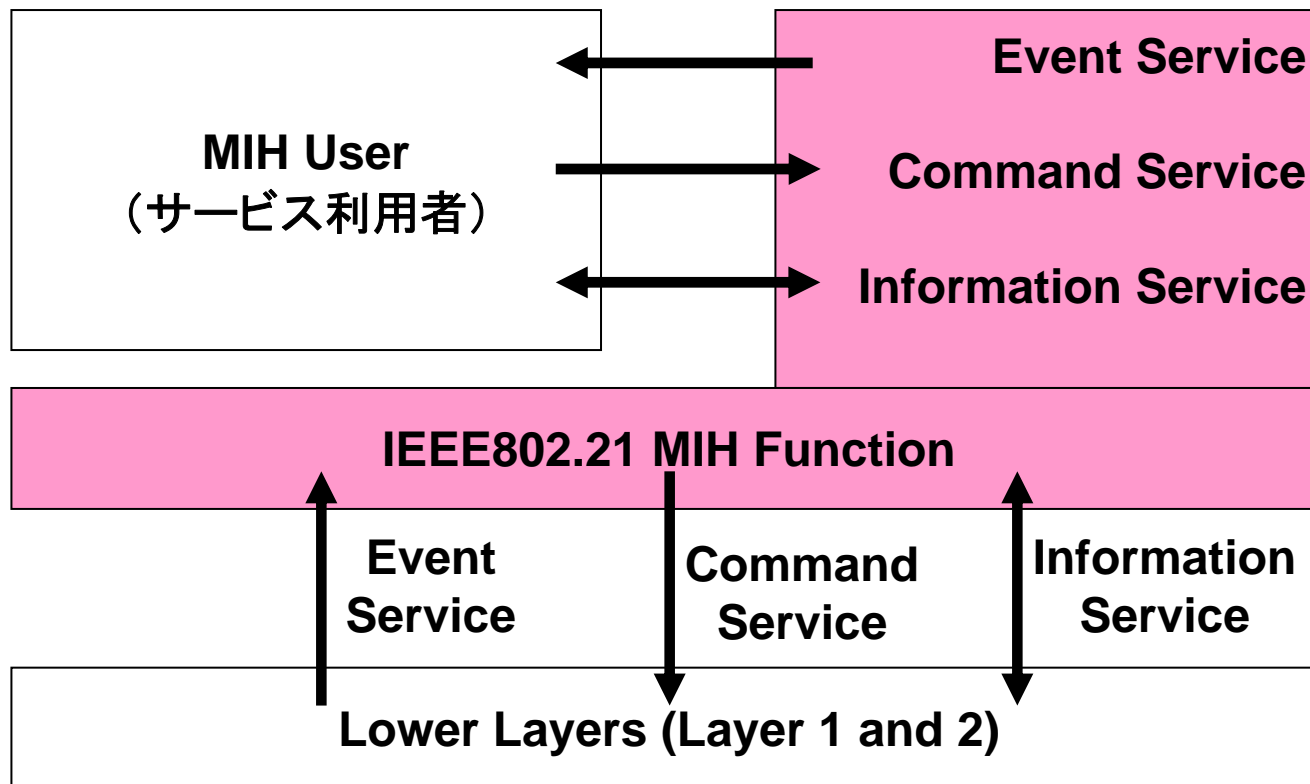 Event Service
MIH User
（サービス利用者）
Command Service
Information Service
IEEE802.21 MIH Function
Event
Service
Command
Service
Information
Service
Lower Layers (Layer 1 and 2)